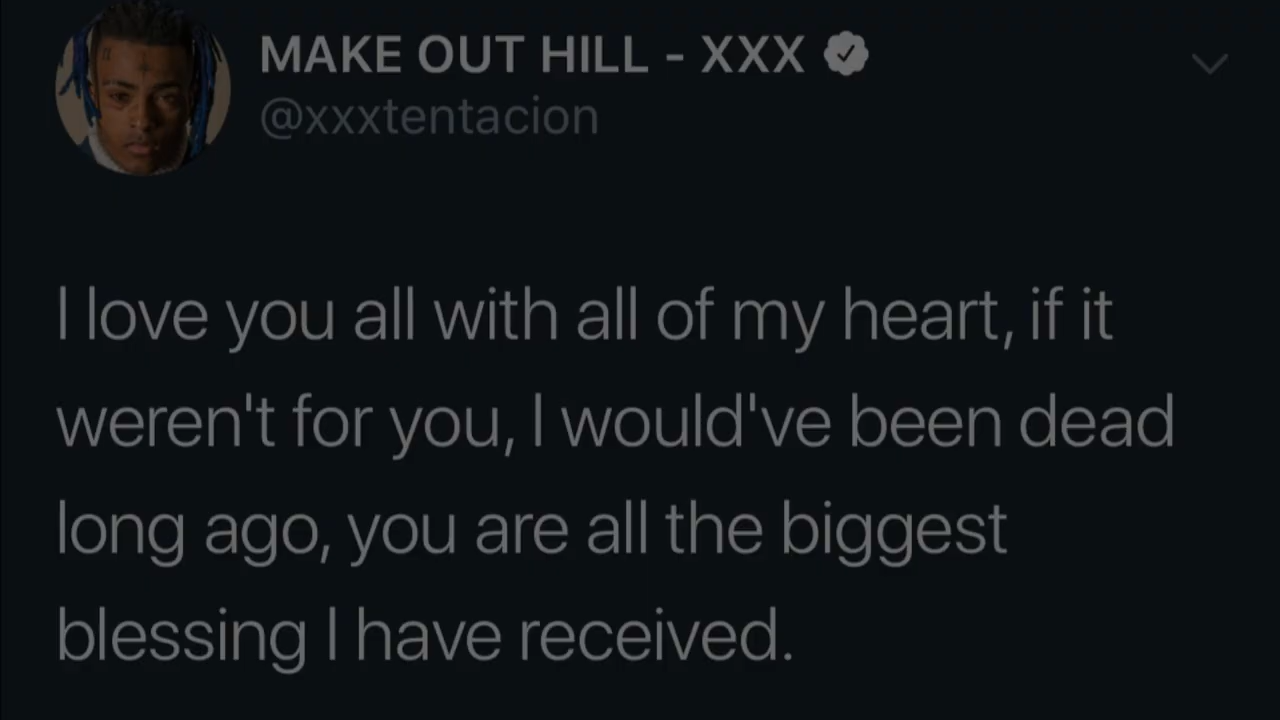 MAKE OUT HILL - XXX
@xxxtentacion
I love you all with all of my heart, if it
weren't for you, I would've been dead
long ago, you are all the biggest
blessing I have received.